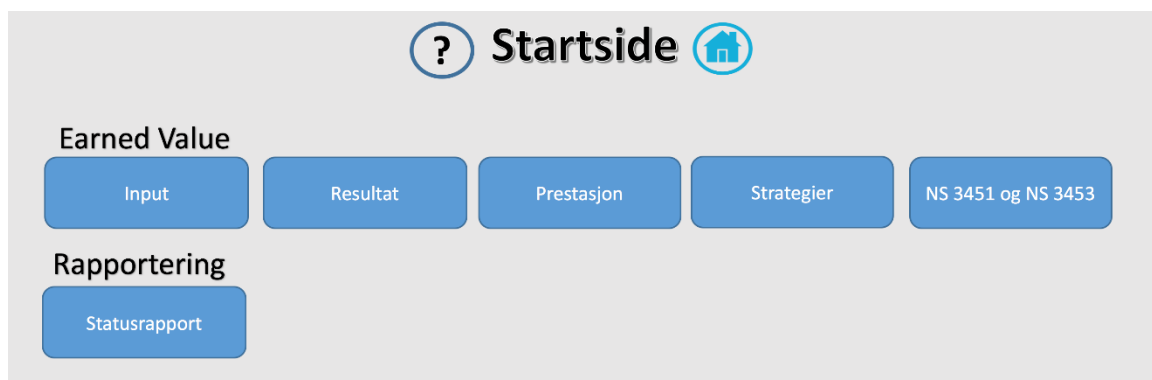 ? Startside
Earned Value
Input Resultat Prestasjon Strategier NS 3451 og NS 3453
Rapportering
Statusrapport